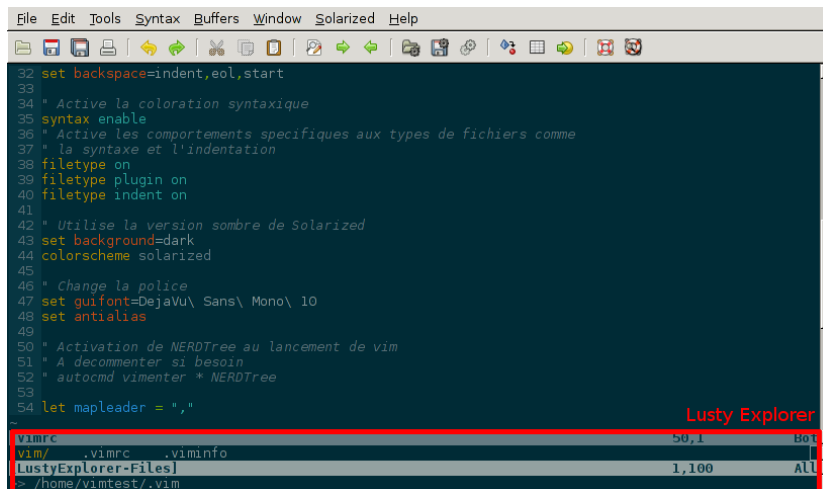 File Edit Tools Syntax Buffers Window Solarized Help
32 set backspace=indent,eol,start
33
34 " Active la coloration syntaxique
35 syntax enable
36 " Active les comportements specifiques aux types de fichiers comme
37 " la syntaxe et l'indentation
38 filetype on
39 filetype plugin on
40 filetype indent on
41
42 " Utilise la version sombre de Solarized
43 set background=dark
44 colorscheme solarized
45
46 " Change la police
47 set guifont=DejaVu\ Sans\ Mono\ 10
48 set antialias
49
50 " Activation de NERDTree au lancement de vim
51 " A decommenter si besoin
52 " autocmd vimenter * NERDTree
53
54 let mapleader = ","
~
Lusty Explorer
vimrc 50,1 Bot
vim/ .vimrc .viminfo
LustyExplorer-Files] 1,100 All
> /home/vimtest/.vim